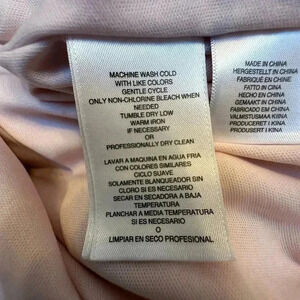 MACHINE WASH COLD
WITH LIKE COLORS
GENTLE CYCLE
ONLY NON-CHLORINE BLEACH WHEN
NEEDED
TUMBLE DRY LOW
WARM IRON
IF NECESSARY
OR
PROFESSIONALLY DRY CLEAN
LAVAR A MAQUINA EN AGUA FRIA
CON COLORES SIMILARES
CICLO SUAVE
SOLAMENTE BLANQUEADOR SIN
CLORO SI ES NECESARIO
SECAR EN SECADORA A BAJA
TEMPERATURA
PLANCHAR A MEDIA TEMPERATURA
SI ES NECESARIO
O
LIMPIAR EN SECO PROFESIONAL.
MADE IN CHINA
HERGESTELLT IN CHINA
FABRIQUÉ EN CHINE
FATTO IN CINA
HECHO EN CHINA
GEMAAKT IN CHINA
FABRICADO EM CHINA
VALMISTUSMAA KIINA
PRODUCERET I KINA
PRODUSERT I KINA